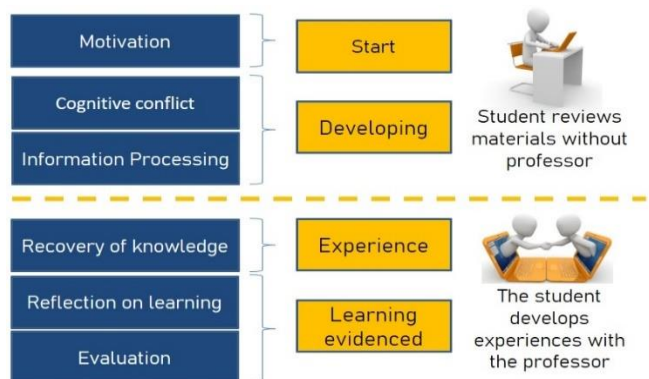 Motivation
Start
Cognitive conflict
Information Processing
Developing
Student reviews
materials without
professor
Recovery of knowledge
Experience
Reflection on learning
Evaluation
Learning
evidenced
The student
develops
experiences with
the professor